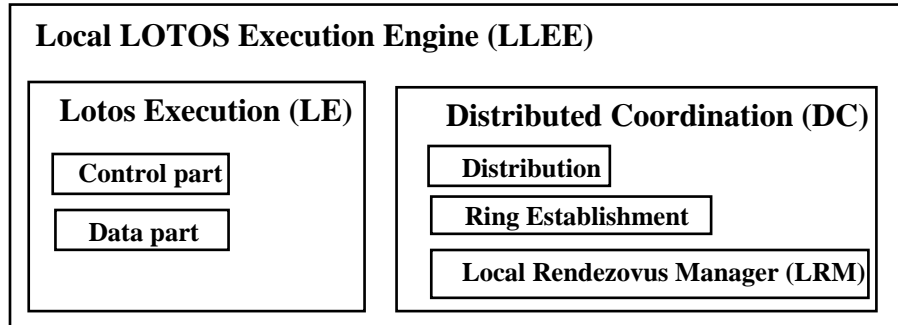 Local LOTOS Execution Engine (LLEE)
Lotos Execution (LE)
Control part
Data part
Distributed Coordination (DC)
Distribution
Ring Establishment
Local Rendezovus Manager (LRM)